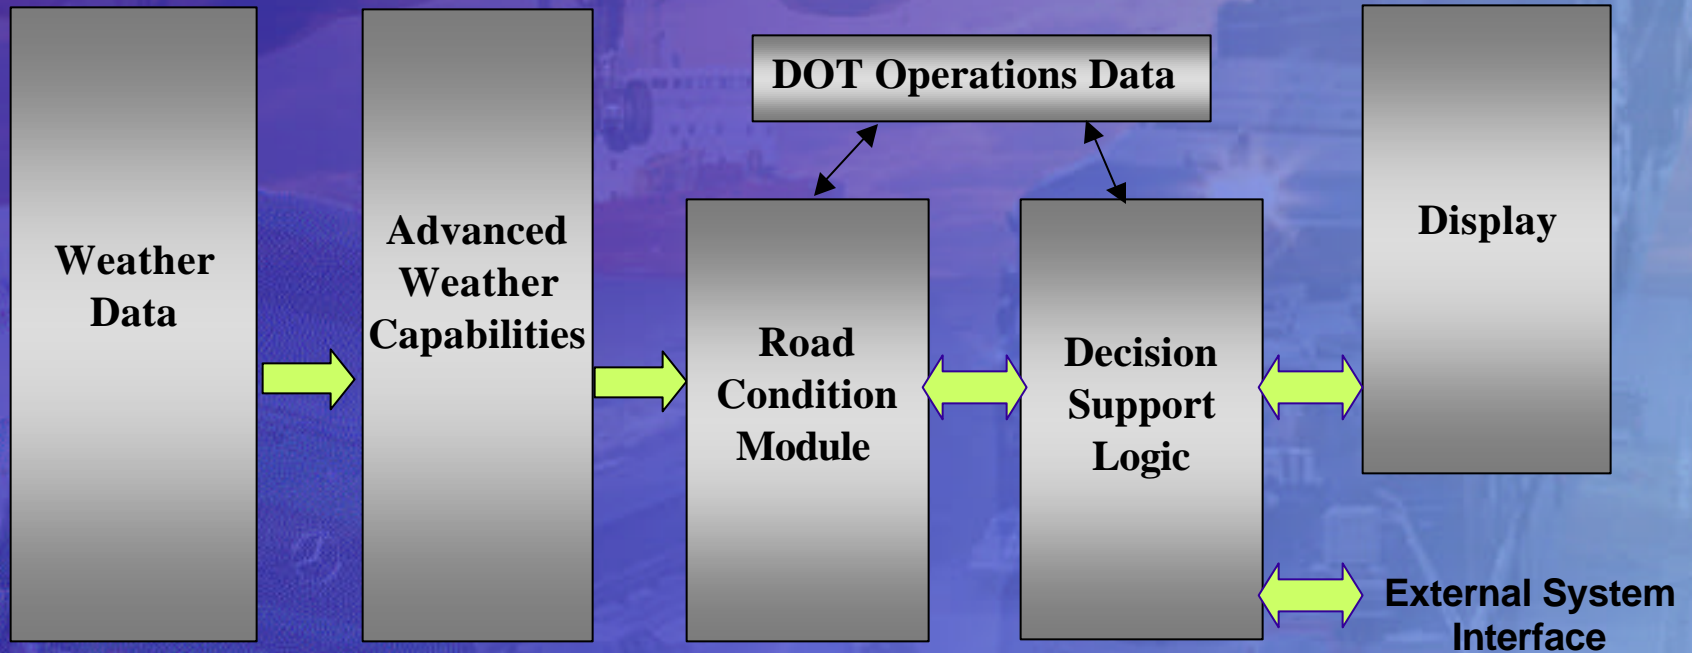 Weather
Data
Advanced
Weather
Capabilities
DOT Operations Data
Road
Condition
Module
Decision
Support
Logic
Display
External System
Interface